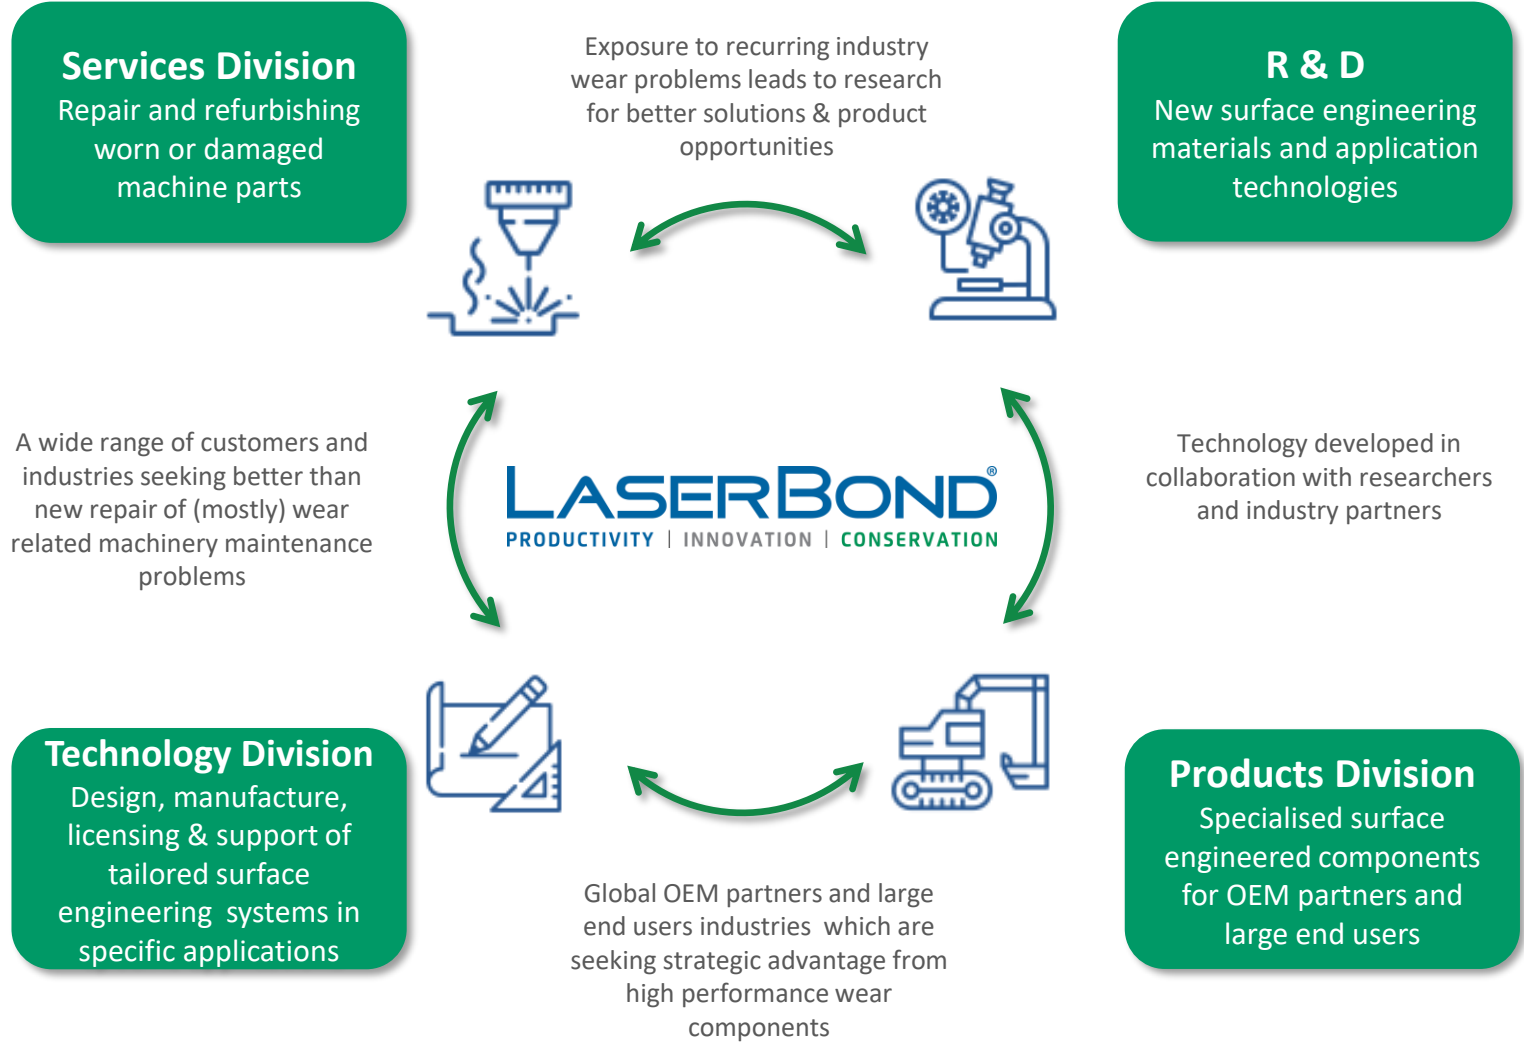 Services Division
Repair and refurbishing
worn or damaged
machine parts
Exposure to recurring industry
wear problems leads to research
for better solutions & product
opportunities
R & D
New surface engineering
materials and application
technologies
A wide range of customers and
industries seeking better than
new repair of (mostly) wear
related machinery maintenance
problems
LASERBOND®
PRODUCTIVITY | INNOVATION | CONSERVATION
Technology developed in
collaboration with researchers
and industry partners
Technology Division
Design, manufacture,
licensing & support of
tailored surface
engineering  systems in
specific applications
Global OEM partners and large
end users industries  which are
seeking strategic advantage from
high performance wear
components
Products Division
Specialised surface
engineered components
for OEM partners and
large end users